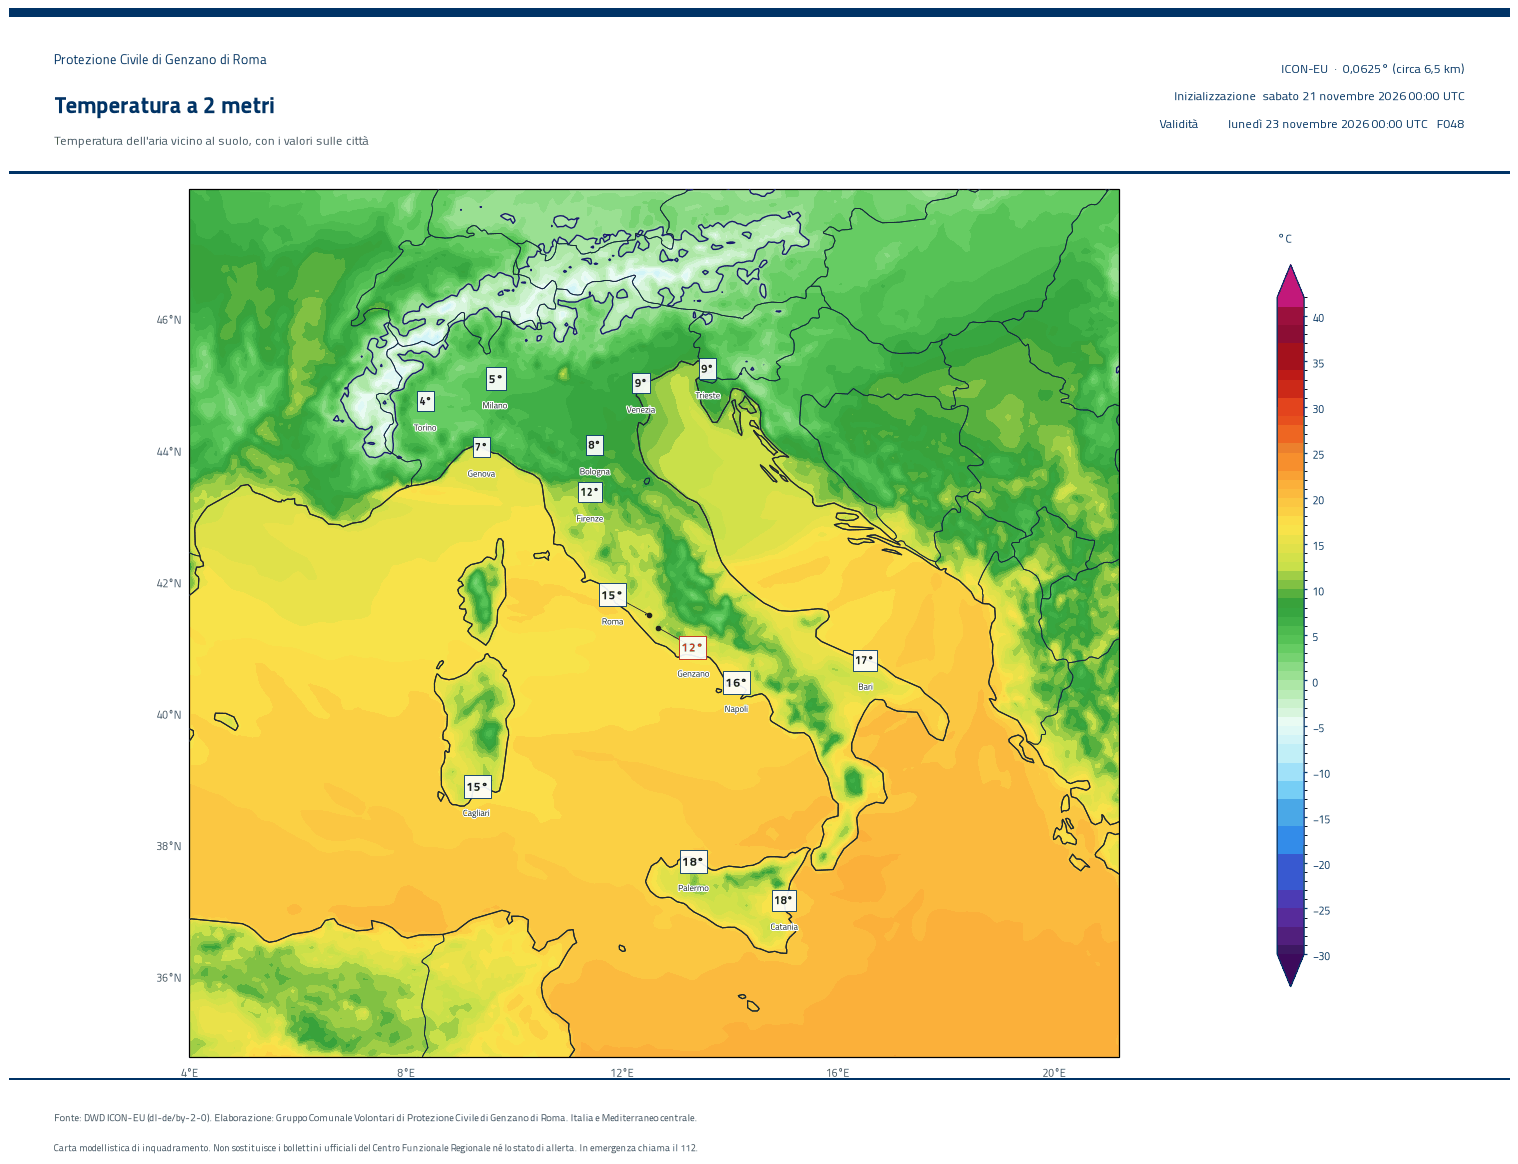 Protezione Civile di Genzano di Roma
Temperatura a 2 metri
Temperatura dell'aria vicino al suolo, con i valori sulle città
ICON-EU · 0,0625° (circa 6,5 km)
Inizializzazione sabato 21 novembre 2026 00:00 UTC
Validità lunedì 23 novembre 2026 00:00 UTC F048
°C
40
35
30
25
20
15
10
5
0
−5
−10
−15
−20
−25
−30
46°N
44°N
42°N
40°N
38°N
36°N
4°E
8°E
12°E
16°E
20°E
9°
Trieste
5°
Milano
9°
Venezia
4°
Torino
7°
Genova
8°
Bologna
12°
Firenze
15°
Roma
12°
Genzano
17°
Bari
16°
Napoli
15°
Cagliari
18°
Palermo
18°
Catania
Fonte: DWD ICON-EU (dl-de/by-2-0). Elaborazione: Gruppo Comunale Volontari di Protezione Civile di Genzano di Roma. Italia e Mediterraneo centrale.
Carta modellistica di inquadramento. Non sostituisce i bollettini ufficiali del Centro Funzionale Regionale né lo stato di allerta. In emergenza chiama il 112.